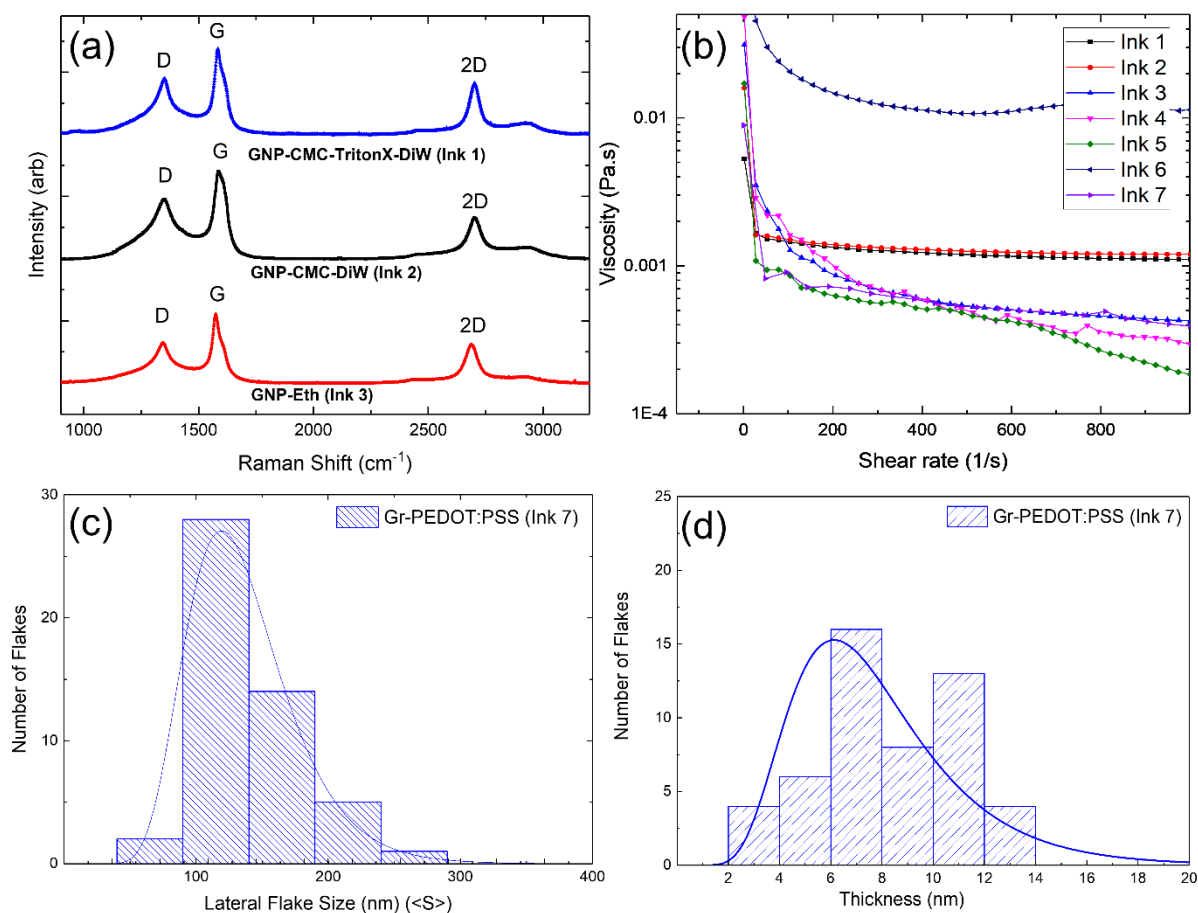 (a)
D
G
2D
GNP-CMC-TritonX-DiW (Ink 1)
D
G
2D
GNP-CMC-DiW (Ink 2)
D
G
2D
GNP-Eth (Ink 3)
Intensity (arb)
1000 1500 2000 2500 3000
Raman Shift (cm⁻¹)
(b)
Ink 1
Ink 2
Ink 3
Ink 4
Ink 5
Ink 6
Ink 7
Viscosity (Pa.s)
0.01
0.001
1E-4
0 200 400 600 800
Shear rate (1/s)
(c)
Gr-PEDOT:PSS (Ink 7)
Number of Flakes
30
20
10
0
100 200 300 400
Lateral Flake Size (nm) (<S>)
(d)
Gr-PEDOT:PSS (Ink 7)
Number of Flakes
25
20
15
10
5
0
2 4 6 8 10 12 14 16 18 20
Thickness (nm)